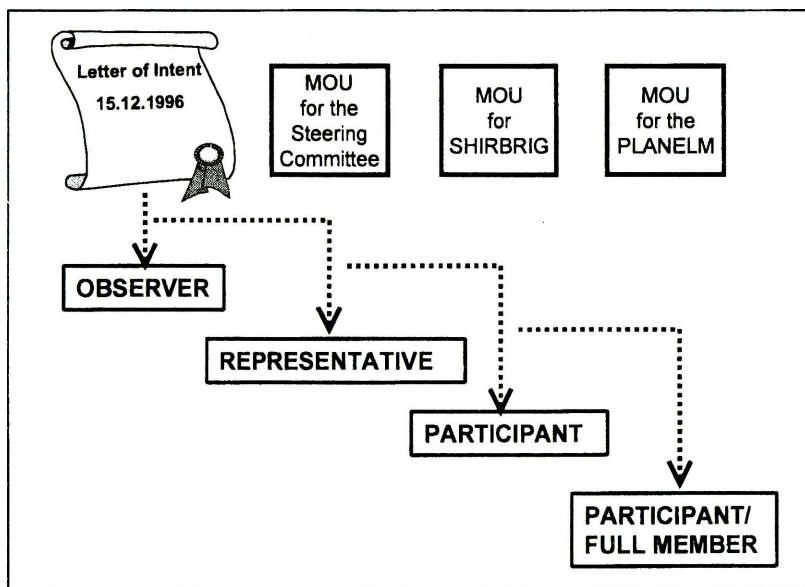 Letter of Intent
15.12.1996
MOU
for the
Steering
Committee
MOU
for
SHIRBRIG
MOU
for the
PLANELM
OBSERVER
REPRESENTATIVE
PARTICIPANT
PARTICIPANT/
FULL MEMBER